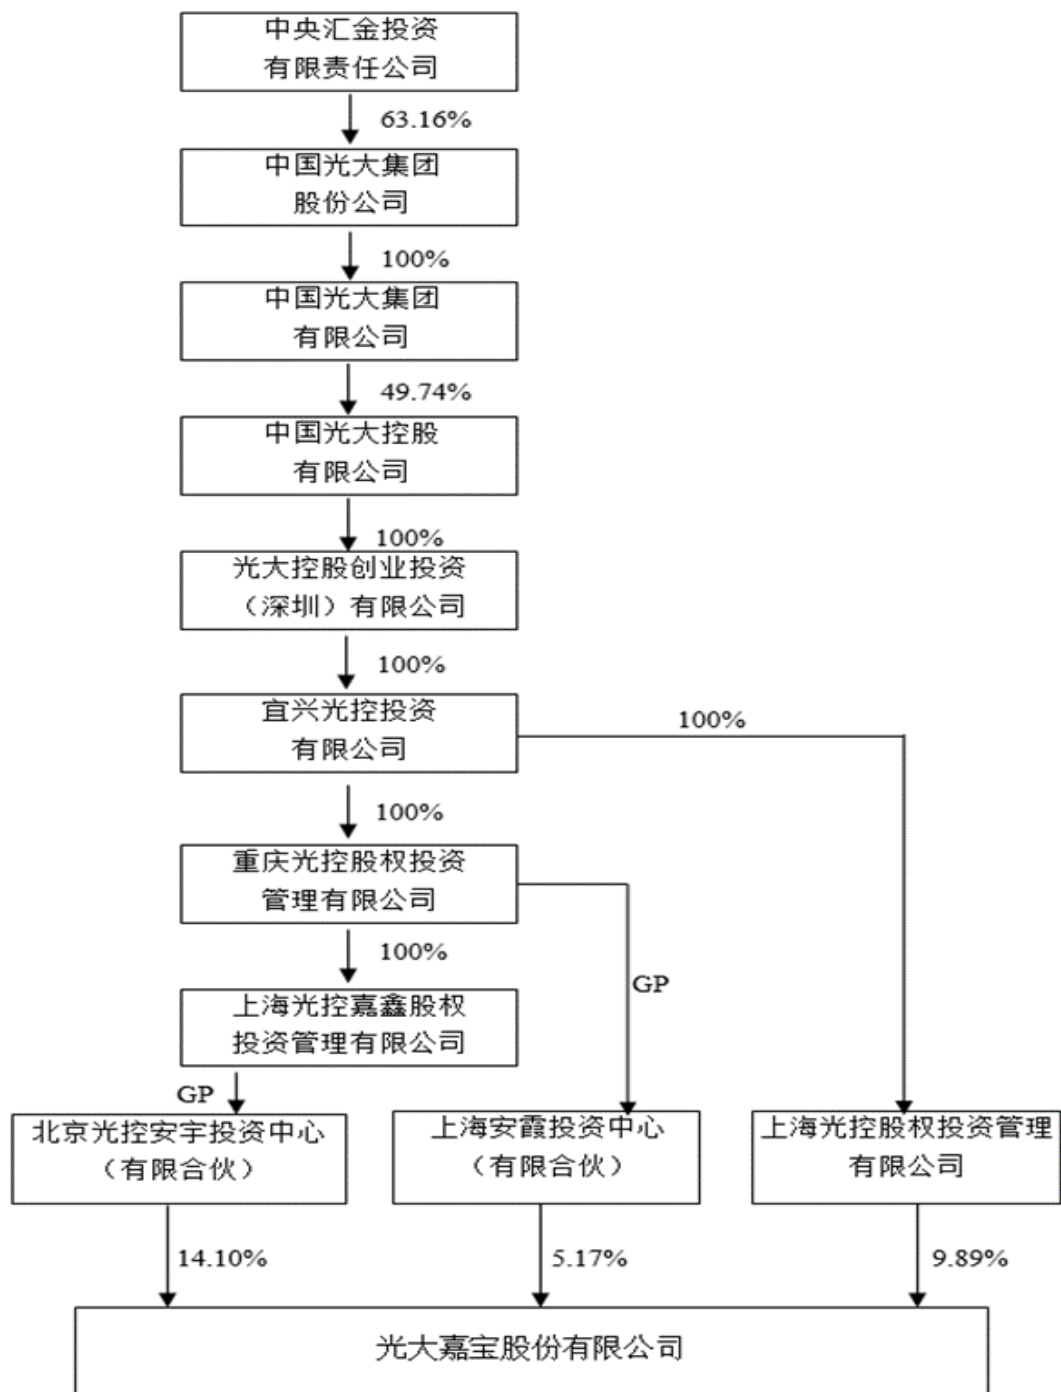 中央汇金投资
有限责任公司
63.16%
中国光大集团
股份公司
100%
中国光大集团
有限公司
49.74%
中国光大控股
有限公司
100%
光大控股创业投资
（深圳）有限公司
100%
宜兴光控投资
有限公司
100%
100%
重庆光控股权投资
管理有限公司
100%
GP
上海光控嘉鑫股权
投资管理有限公司
GP
北京光控安宇投资中心
（有限合伙）
上海安霞投资中心
（有限合伙）
上海光控股权投资管理
有限公司
14.10%
5.17%
9.89%
光大嘉宝股份有限公司